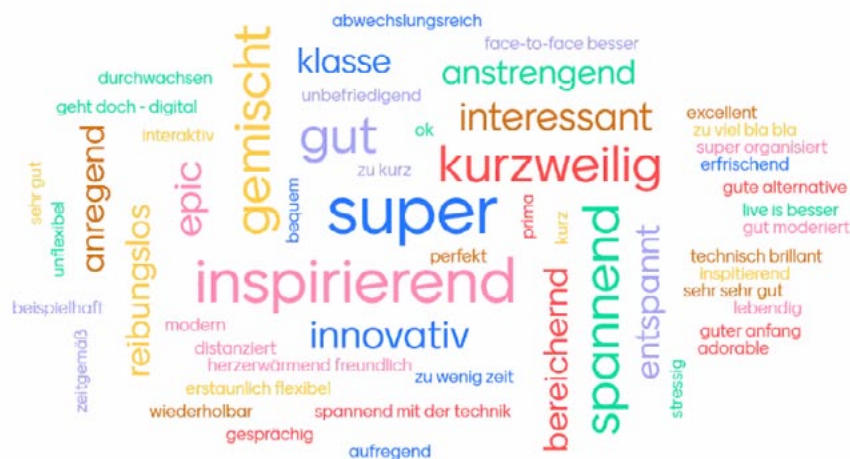 abwechslungsreich
face-to-face besser
klasse
gemischt
anstrengend
durchwachsen
unbefriedigend
geht doch - digital
interessant
excellent
interaktiv
gut
ok
zu viel bla bla
super organisiert
anregend
epic
zu kurz
kurzweilig
erfrischend
sehr gut
gute alternative
unflexibel
bequem
super
prima
kurz
live is besser
gut moderiert
reibungslos
spannend
entspannt
perfekt
technisch brillant
inspirierend
inspitierend
sehr sehr gut
beispielhaft
lebendig
zeitgemäß
modern
innovativ
bereichernd
guter anfang
distanziert
adorable
herzerwärmend freundlich
zu wenig zeit
stressig
erstaunlich flexibel
wiederholbar
spannend mit der technik
gesprächig
aufregend